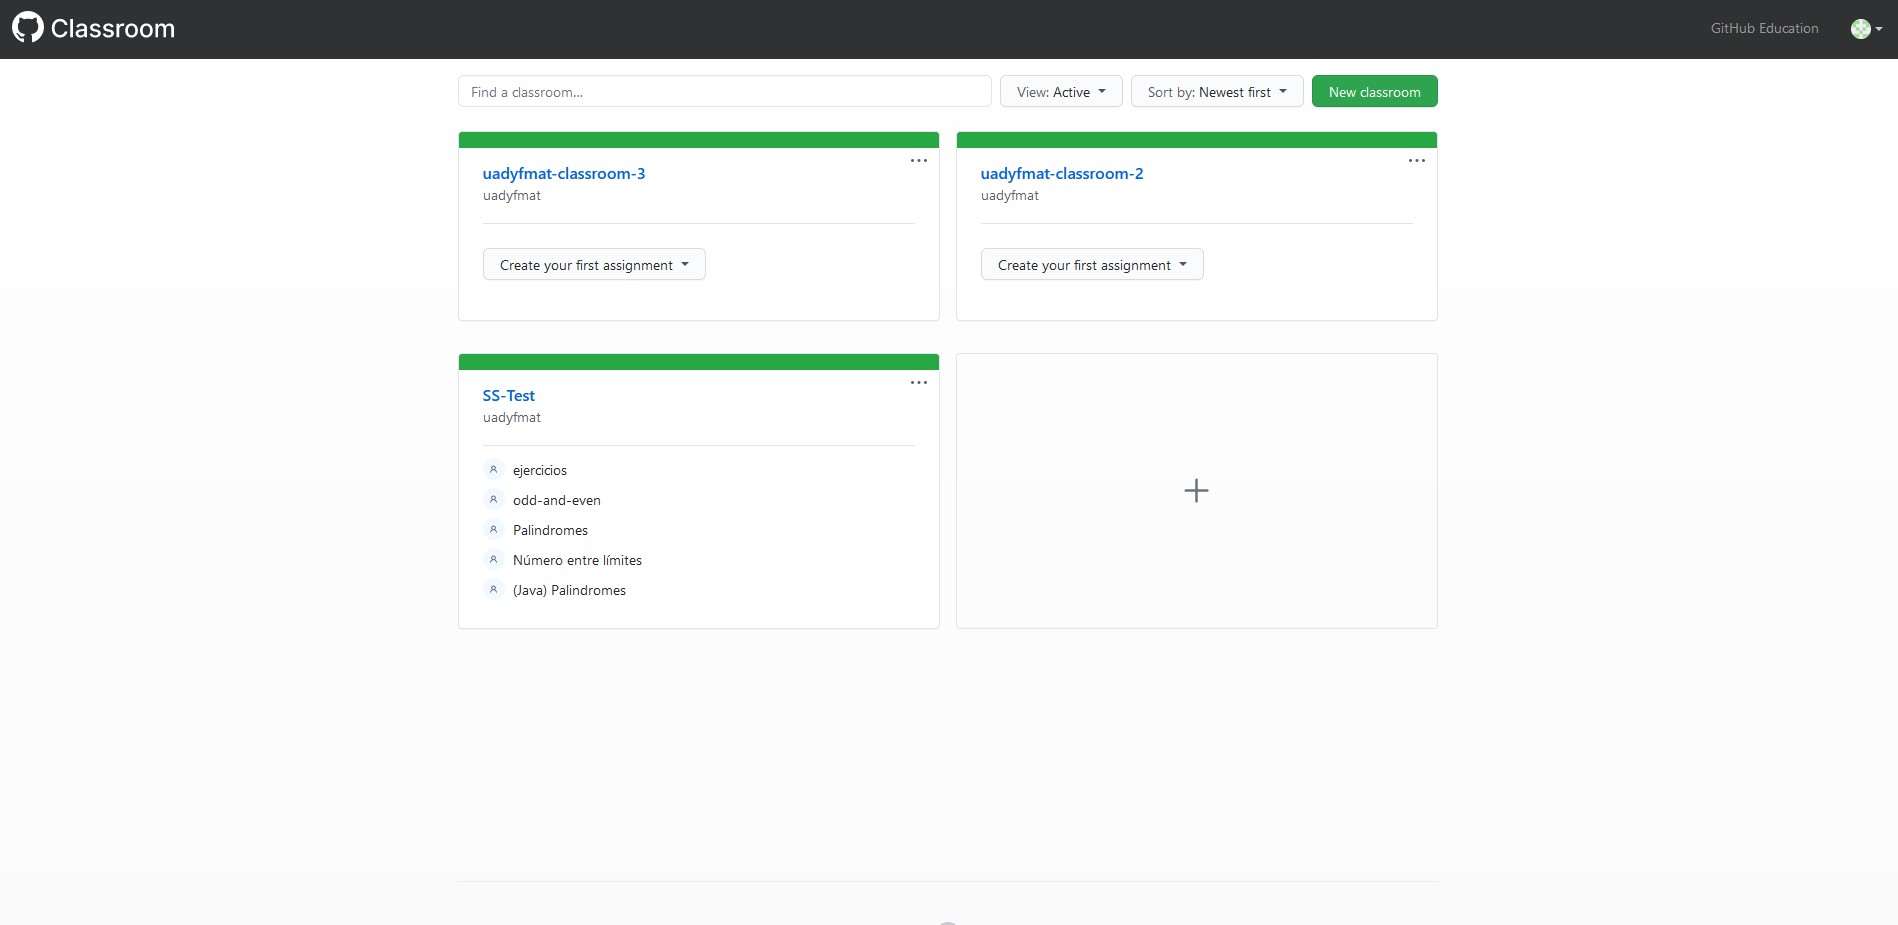 Classroom
GitHub Education
Find a classroom...
View: Active
Sort by: Newest first
New classroom
uadyfmat-classroom-3
uadyfmat
Create your first assignment
uadyfmat-classroom-2
uadyfmat
Create your first assignment
SS-Test
uadyfmat
ejercicios
odd-and-even
Palindromes
Número entre límites
(Java) Palindromes